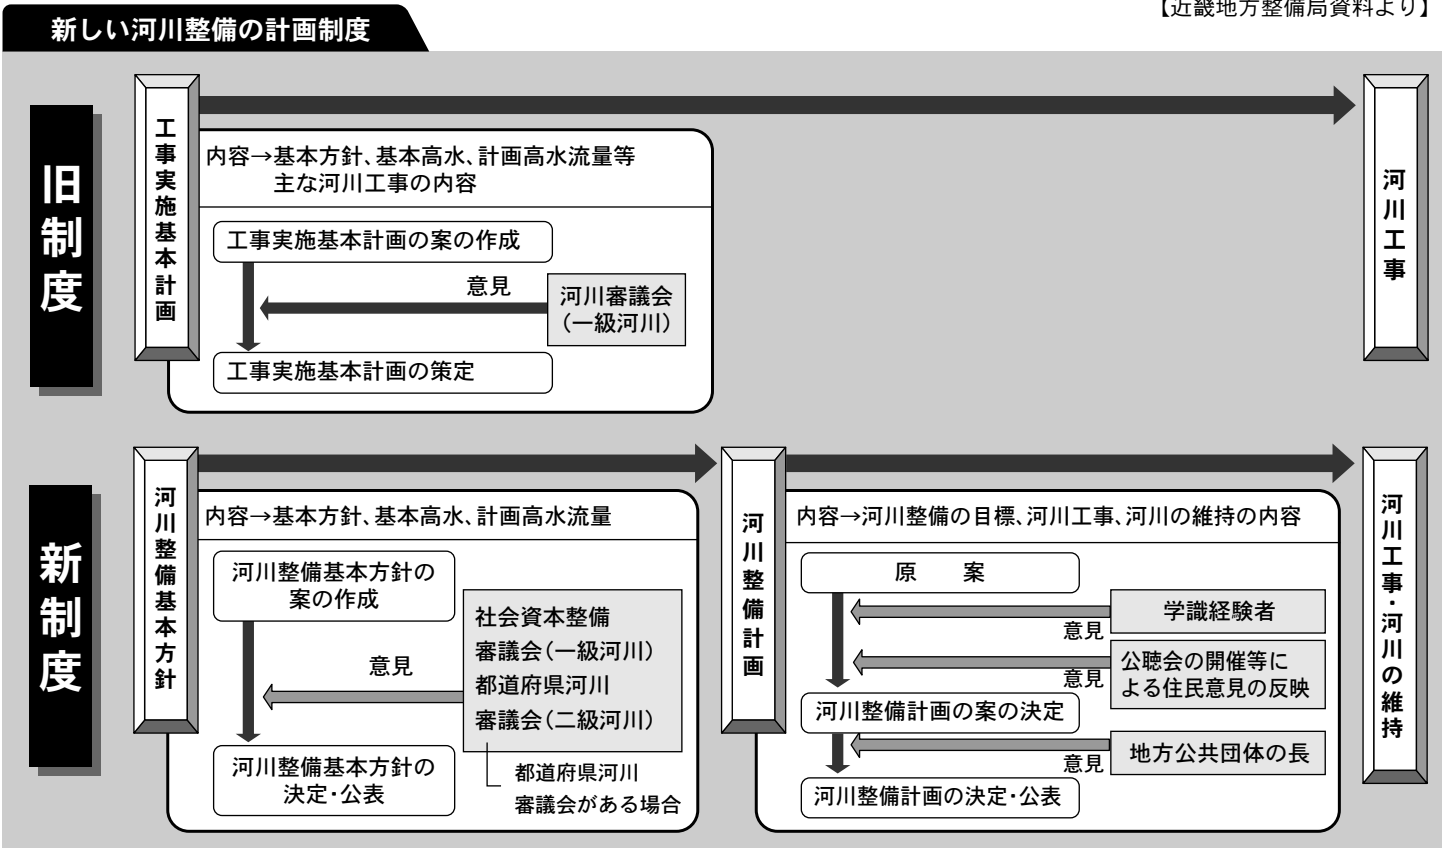 【近畿地方整備局資料より】
新しい河川整備の計画制度
旧制度
工事実施基本計画
内容→基本方針、基本高水、計画高水流量等
主な河川工事の内容
工事実施基本計画の案の作成
意見
河川審議会
（一級河川）
工事実施基本計画の策定
河川工事
新制度
河川整備基本方針
内容→基本方針、基本高水、計画高水流量
河川整備基本方針の
案の作成
意見
社会資本整備
審議会（一級河川）
都道府県河川
審議会（二級河川）
都道府県河川
審議会がある場合
河川整備基本方針の
決定・公表
河川整備計画
内容→河川整備の目標、河川工事、河川の維持の内容
原　案
学識経験者
意見
公聴会の開催等に
よる住民意見の反映
意見
河川整備計画の案の決定
地方公共団体の長
意見
河川整備計画の決定・公表
河川工事・河川の維持